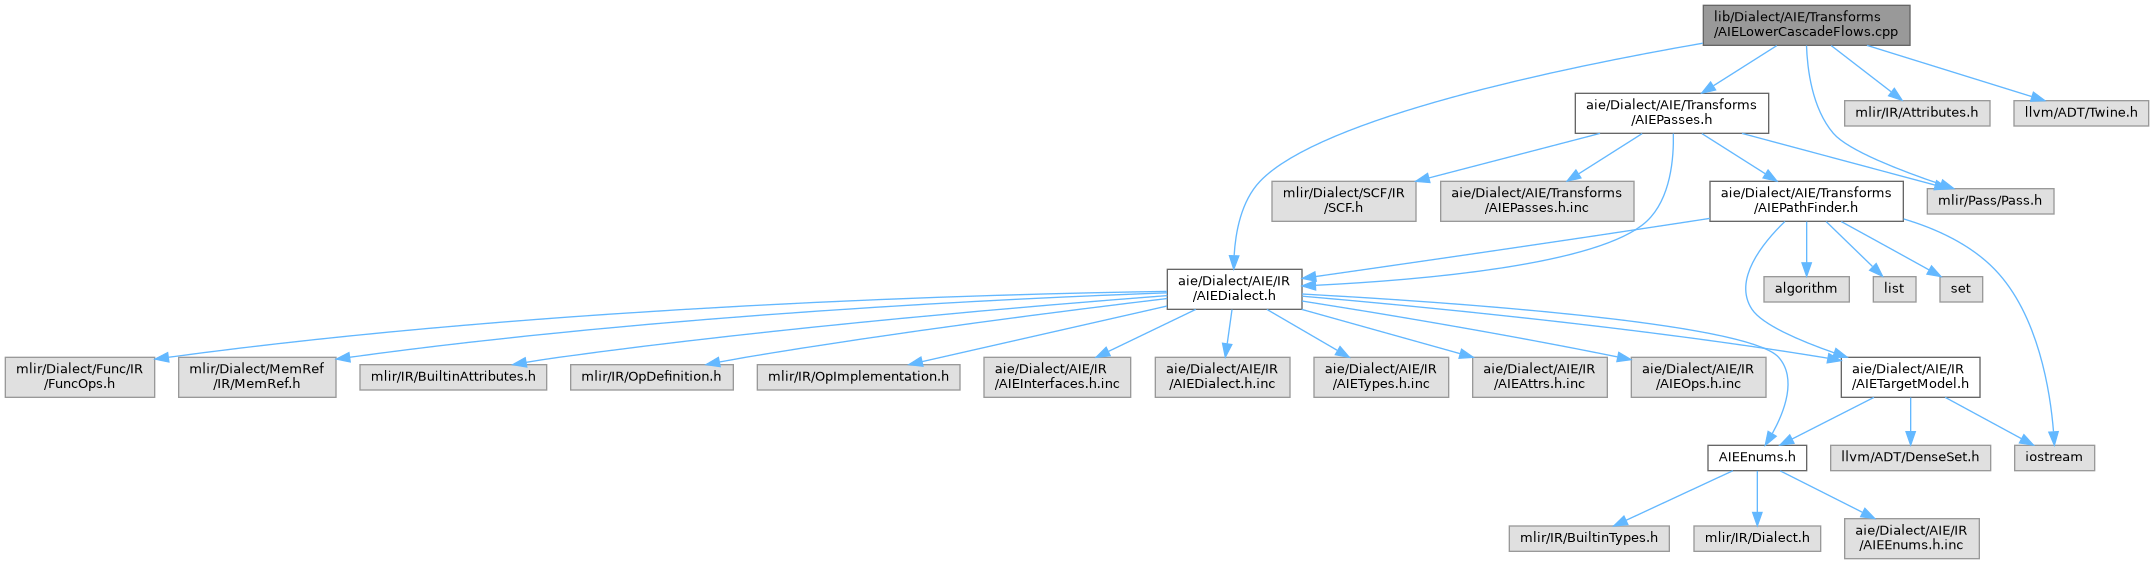 lib/Dialect/AIE/Transforms
/AIELowerCascadeFlows.cpp
aie/Dialect/AIE/Transforms
/AIEPasses.h
mlir/IR/Attributes.h
llvm/ADT/Twine.h
mlir/Dialect/SCF/IR
/SCF.h
aie/Dialect/AIE/Transforms
/AIEPasses.h.inc
aie/Dialect/AIE/Transforms
/AIEPathFinder.h
mlir/Pass/Pass.h
aie/Dialect/AIE/IR
/AIEDialect.h
algorithm
list
set
mlir/Dialect/Func/IR
/FuncOps.h
mlir/Dialect/MemRef
/IR/MemRef.h
mlir/IR/BuiltinAttributes.h
mlir/IR/OpDefinition.h
mlir/IR/OpImplementation.h
aie/Dialect/AIE/IR
/AIEInterfaces.h.inc
aie/Dialect/AIE/IR
/AIEDialect.h.inc
aie/Dialect/AIE/IR
/AIETypes.h.inc
aie/Dialect/AIE/IR
/AIEAttrs.h.inc
aie/Dialect/AIE/IR
/AIEOps.h.inc
aie/Dialect/AIE/IR
/AIETargetModel.h
AIEEnums.h
llvm/ADT/DenseSet.h
iostream
mlir/IR/BuiltinTypes.h
mlir/IR/Dialect.h
aie/Dialect/AIE/IR
/AIEEnums.h.inc